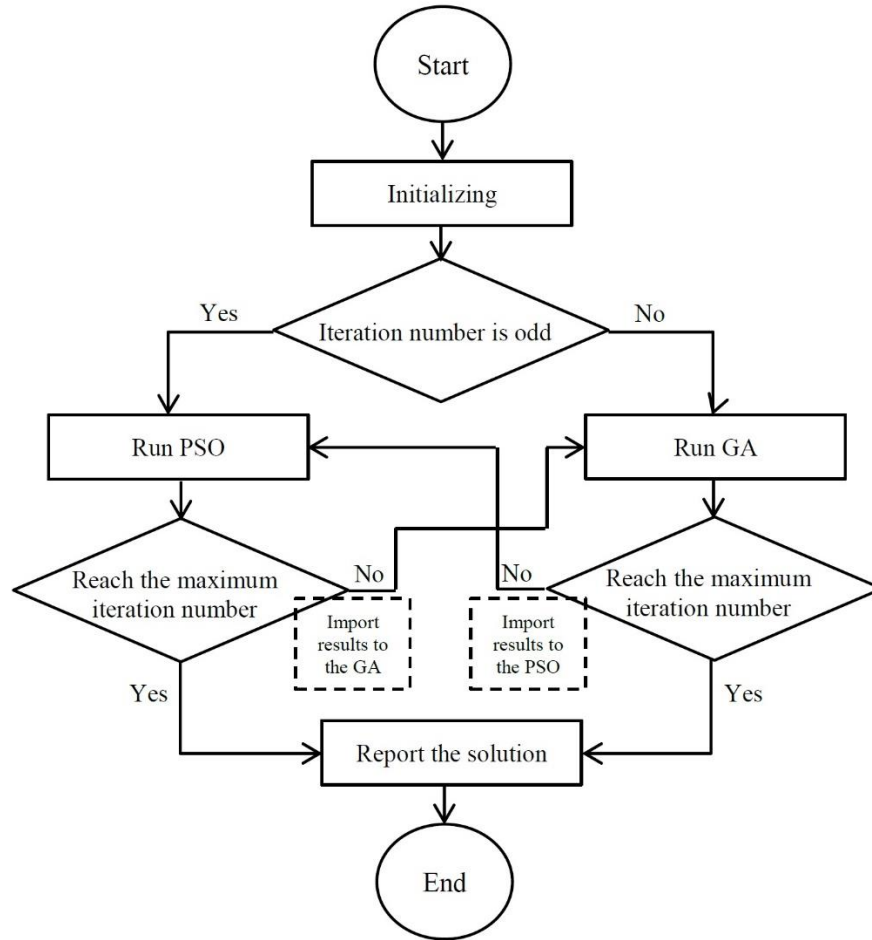 Start
Initializing
Yes
Iteration number is odd
No
Run PSO
Run GA
Reach the maximum
iteration number
No
No
Reach the maximum
iteration number
Import
results to
the GA
Import
results to
the PSO
Yes
Yes
Report the solution
End